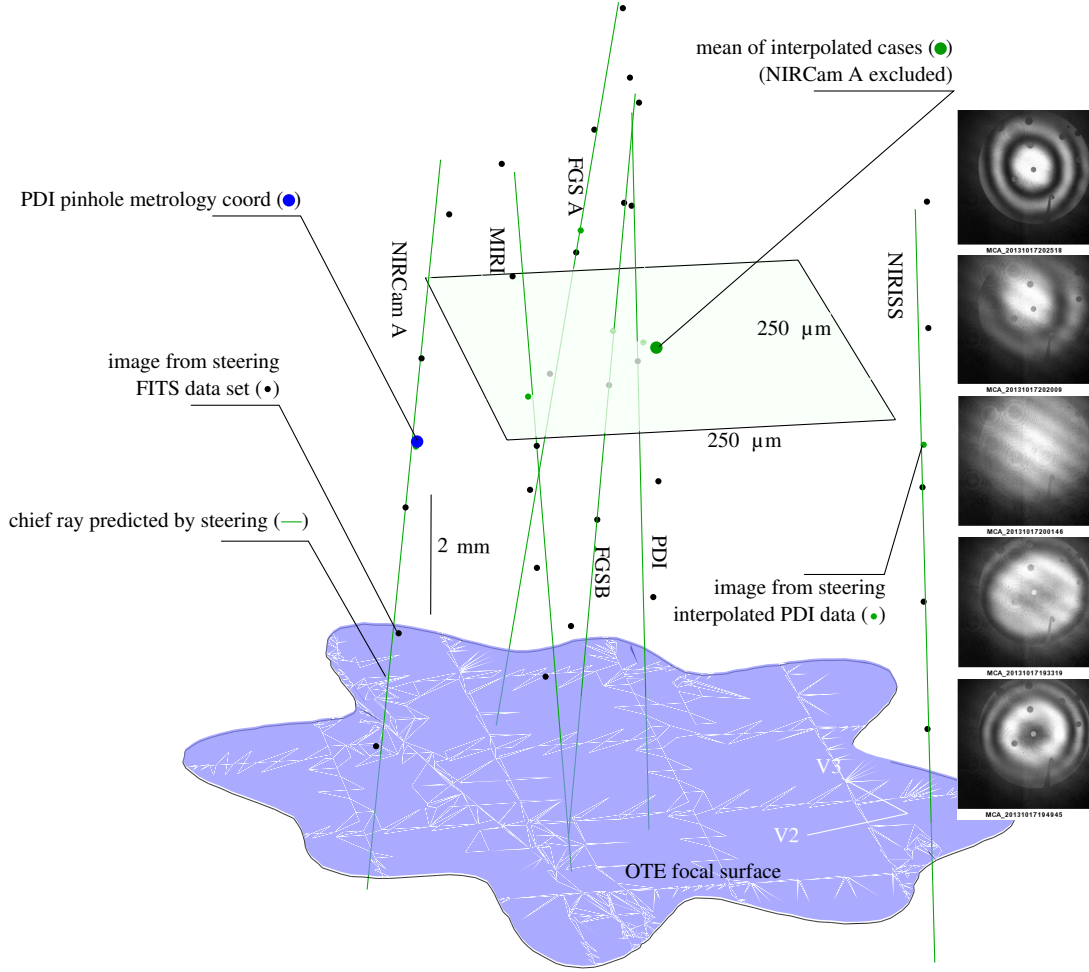 mean of interpolated cases (●)
(NIRCam A excluded)
PDI pinhole metrology coord (●)
FGS A
MIRI
NIRCam A
NIRISS
MCA_20131017202518
250 µm
image from steering
FITS data set (•)
MCA_20131017202009
250 µm
chief ray predicted by steering (—)
2 mm
PDI
FGSB
MCA_20131017200146
image from steering
interpolated PDI data (•)
MCA_20131017193319
V3
V2
MCA_20131017194945
OTE focal surface